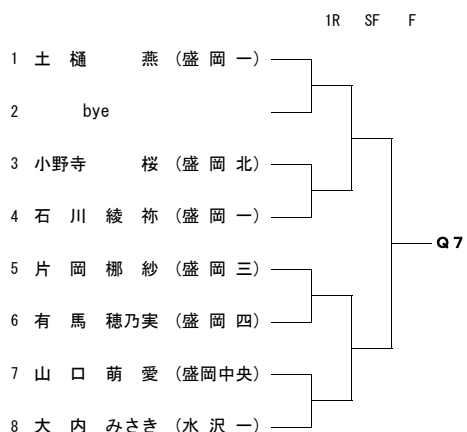 1R SF F
1 土 樋 燕 (盛 岡 一)
2 bye
3 小野寺 桜 (盛 岡 北)
4 石 川 綾 祢 (盛 岡 一)
Q7
5 片 岡 梛 紗 (盛 岡 三)
6 有 馬 穂乃実 (盛 岡 四)
7 山 口 萌 愛 (盛岡中央)
8 大 内 みさき (水 沢 一)